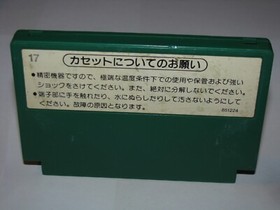 17
カセットについてのお願い
●精密機器ですので、極端な温度条件下での使用や保管および強い
ショックをさけてください。また、絶対に分解しないでください。
●端子部に手を触れたり、水にぬらしたりして汚さないようにして
ください。故障の原因となります。